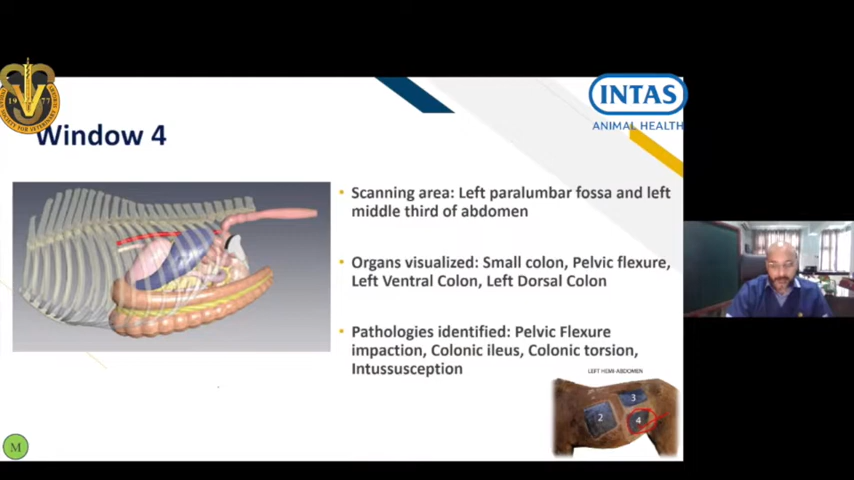 INTAS
ANIMAL HEALTH
1977
Window 4
• Scanning area: Left paralumbar fossa and left
middle third of abdomen
• Organs visualized: Small colon, Pelvic flexure,
Left Ventral Colon, Left Dorsal Colon
• Pathologies identified: Pelvic Flexure
impaction, Colonic ileus, Colonic torsion,
Intussusception
LEFT HEMI-ABDOMEN
3
2
4
M